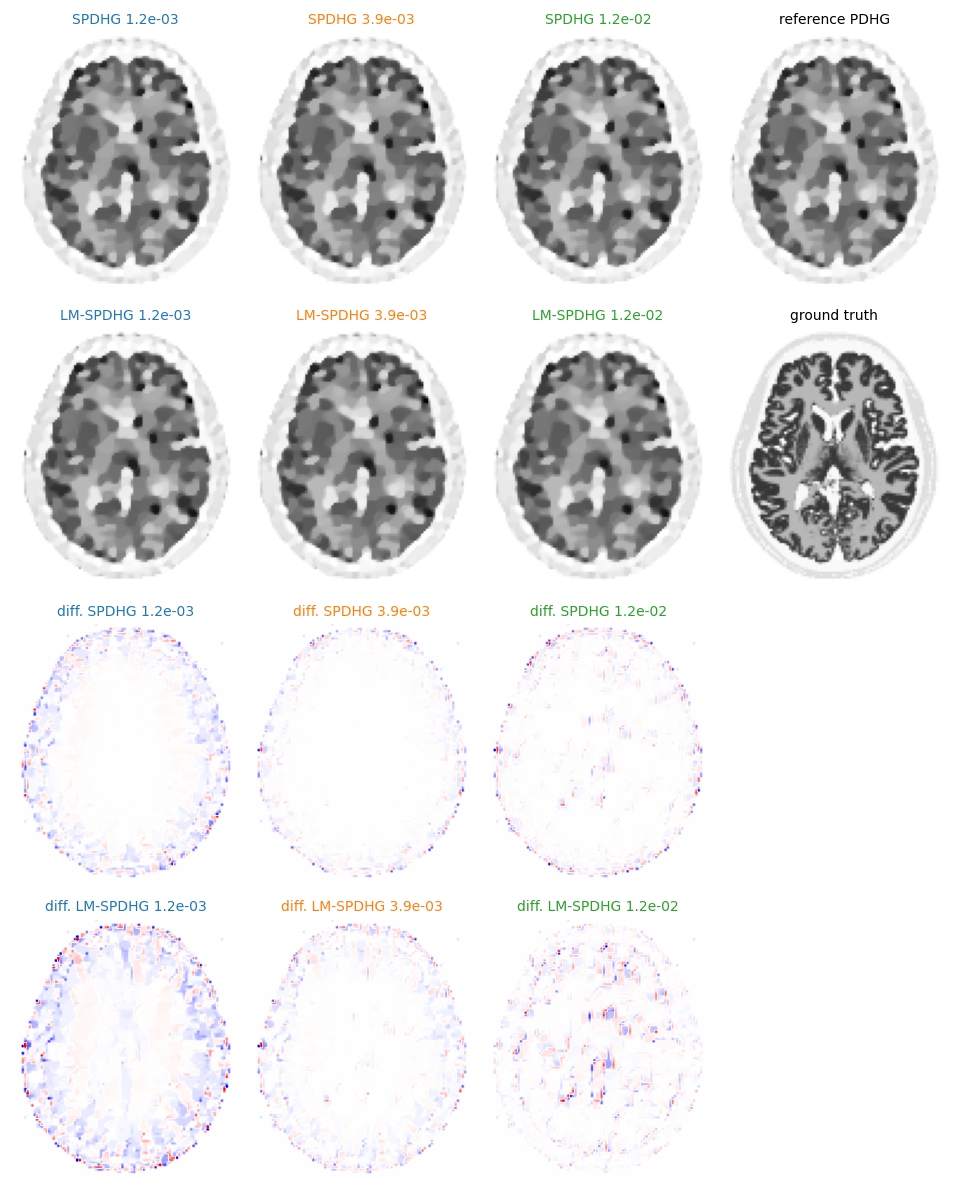 SPDHG 1.2e-03
SPDHG 3.9e-03
SPDHG 1.2e-02
reference PDHG
LM-SPDHG 1.2e-03
LM-SPDHG 3.9e-03
LM-SPDHG 1.2e-02
ground truth
diff. SPDHG 1.2e-03
diff. SPDHG 3.9e-03
diff. SPDHG 1.2e-02
diff. LM-SPDHG 1.2e-03
diff. LM-SPDHG 3.9e-03
diff. LM-SPDHG 1.2e-02